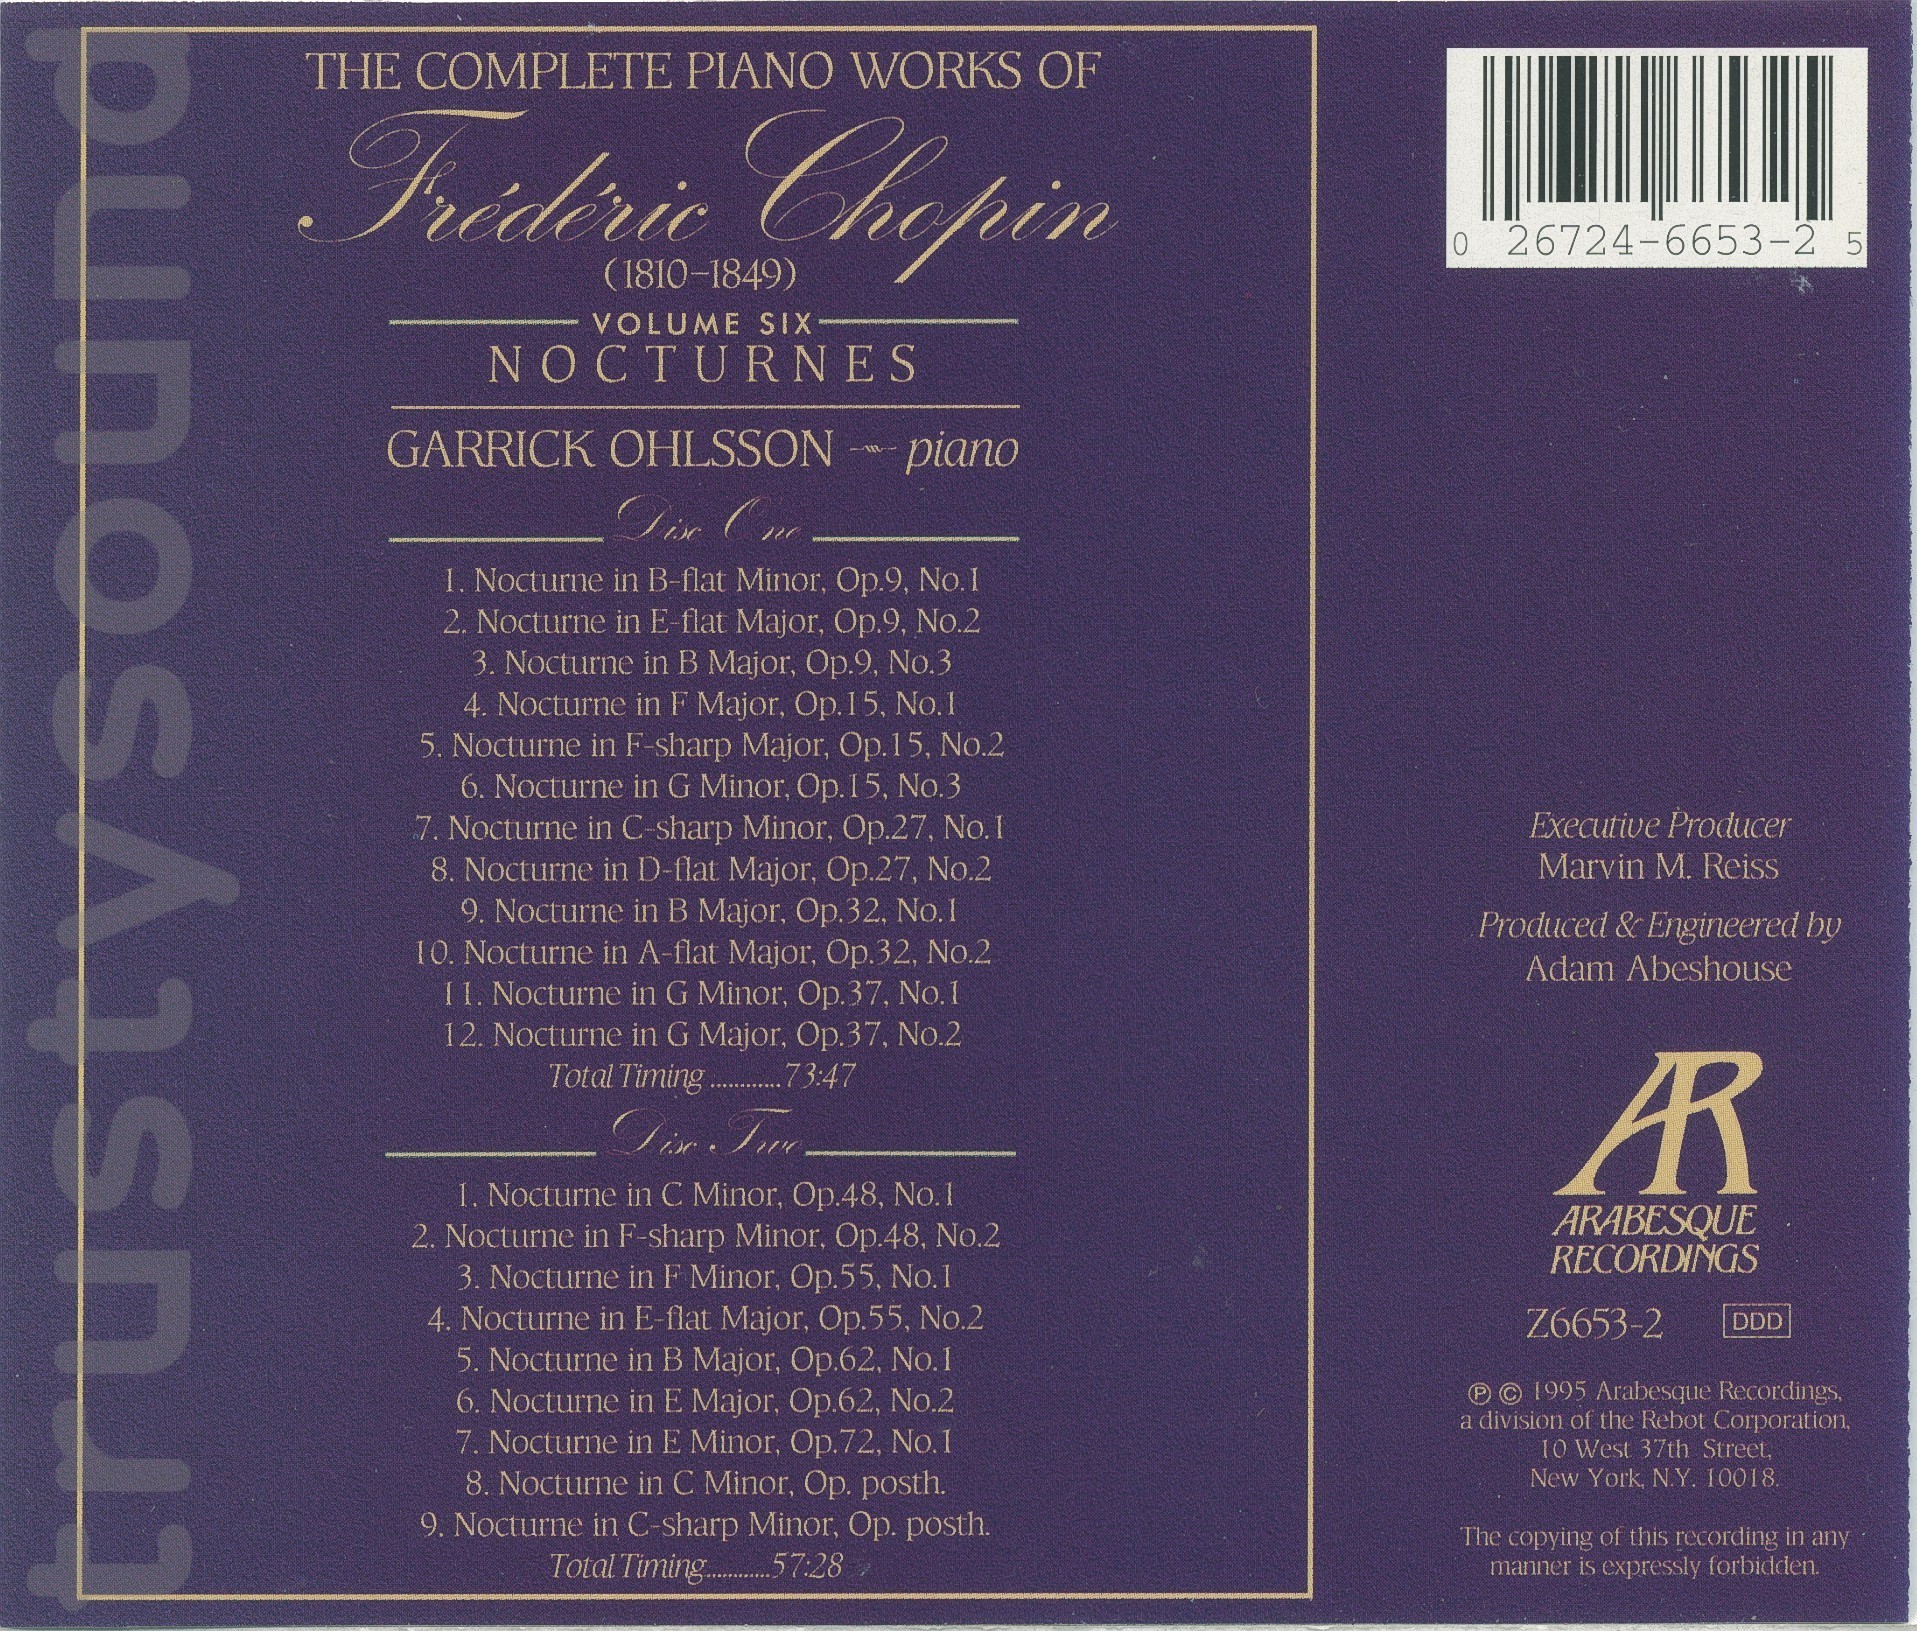 THE COMPLETE PIANO WORKS OF
Frédéric Chopin
(1810–1849)
VOLUME SIX
NOCTURNES
GARRICK OHLSSON piano
Disc One
1. Nocturne in B-flat Minor, Op.9, No.1
2. Nocturne in E-flat Major, Op.9, No.2
3. Nocturne in B Major, Op.9, No.3
4. Nocturne in F Major, Op.15, No.1
5. Nocturne in F-sharp Major, Op.15, No.2
6. Nocturne in G Minor, Op.15, No.3
7. Nocturne in C-sharp Minor, Op.27, No.1
8. Nocturne in D-flat Major, Op.27, No.2
9. Nocturne in B Major, Op.32, No.1
10. Nocturne in A-flat Major, Op.32, No.2
11. Nocturne in G Minor, Op.37, No.1
12. Nocturne in G Major, Op.37, No.2
Total Timing ............73:47
Disc Two
1. Nocturne in C Minor, Op.48, No.1
2. Nocturne in F-sharp Minor, Op.48, No.2
3. Nocturne in F Minor, Op.55, No.1
4. Nocturne in E-flat Major, Op.55, No.2
5. Nocturne in B Major, Op.62, No.1
6. Nocturne in E Major, Op.62, No.2
7. Nocturne in E Minor, Op.72, No.1
8. Nocturne in C Minor, Op. posth.
9. Nocturne in C-sharp Minor, Op. posth.
Total Timing............57:28
0 26724-6653-2 5
Executive Producer
Marvin M. Reiss
Produced & Engineered by
Adam Abeshouse
AR
ARABESQUE
RECORDINGS
Z6653-2 DDD
℗ © 1995 Arabesque Recordings,
a division of the Rebot Corporation,
10 West 37th Street,
New York, N.Y. 10018.
The copying of this recording in any
manner is expressly forbidden.
trustysound